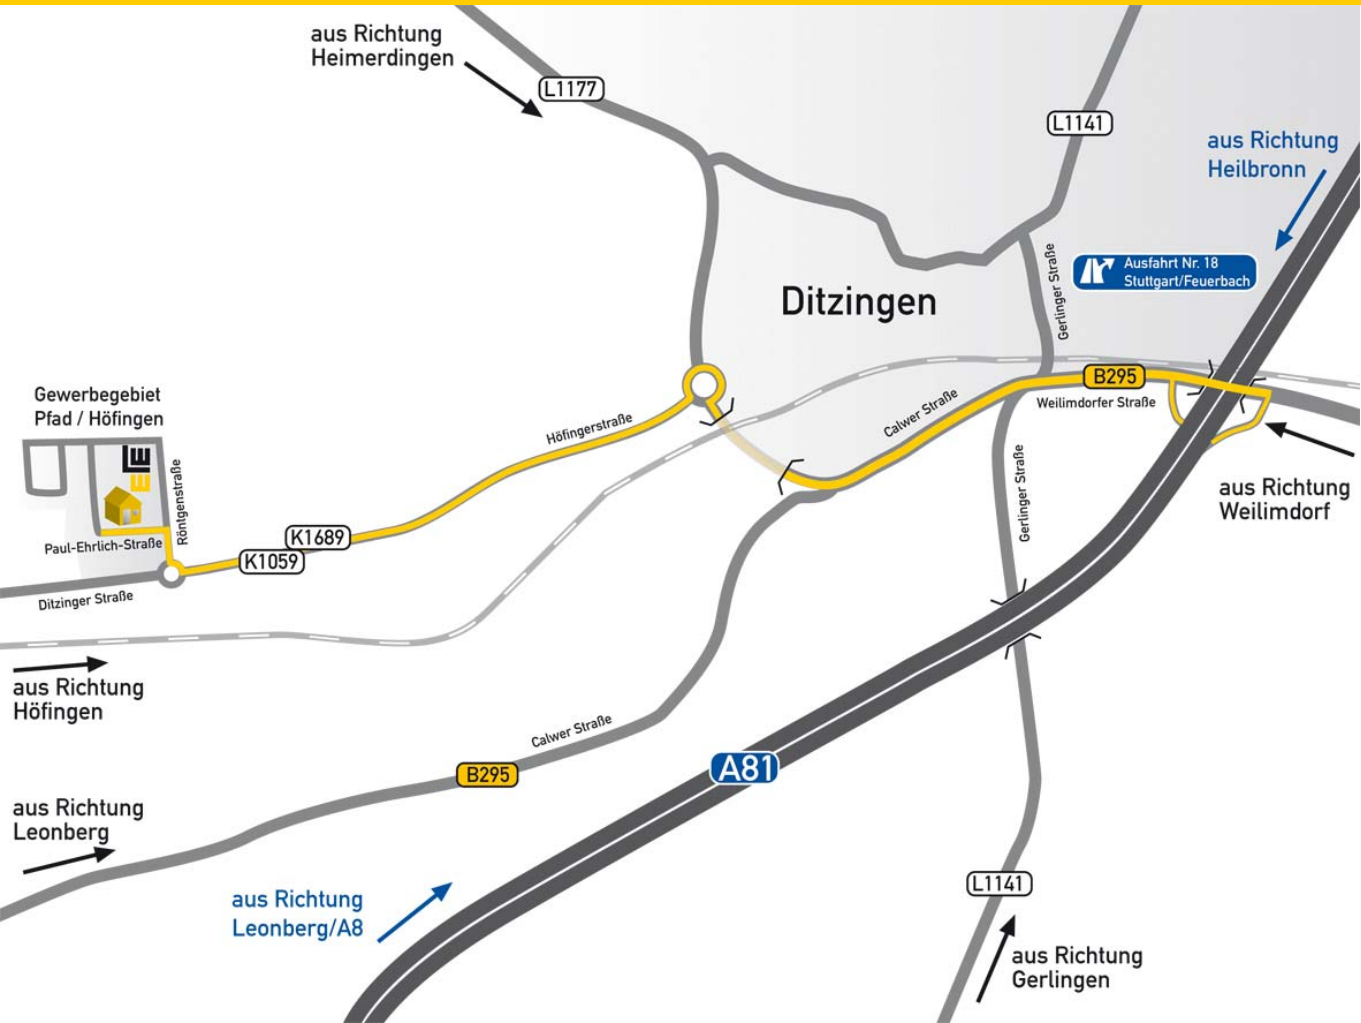 aus Richtung
Heimerdingen
L1177
L1141
aus Richtung
Heilbronn
Ausfahrt Nr. 18
Stuttgart/Feuerbach
Gerlinger Straße
Ditzingen
B295
Weilimdorfer Straße
Calwer Straße
Gewerbegebiet
Pfad / Höfingen
ELE
Röntgenstraße
Paul-Ehrlich-Straße
Höfingerstraße
K1689
K1059
Ditzinger Straße
Gerlinger Straße
aus Richtung
Weilimdorf
aus Richtung
Höfingen
Calwer Straße
B295
A81
aus Richtung
Leonberg
aus Richtung
Leonberg/A8
L1141
aus Richtung
Gerlingen